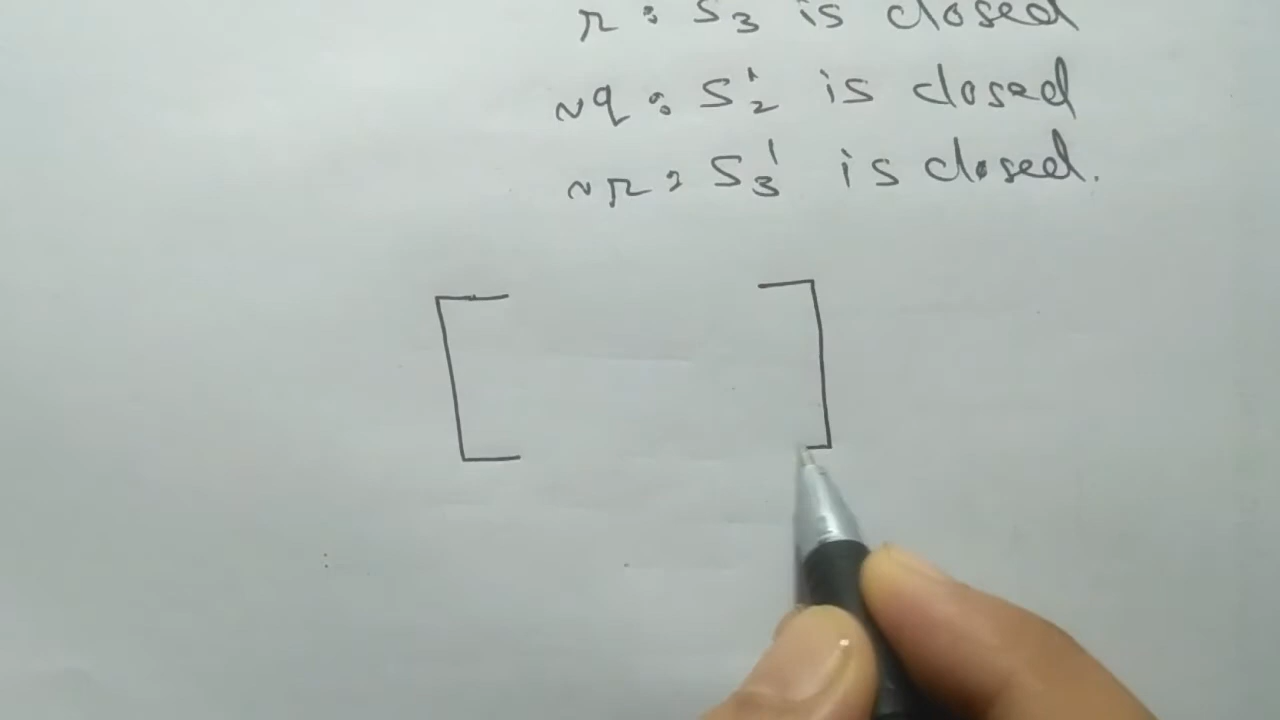 r : S₃ is closed
~q : S₂' is closed
~r : S₃' is closed.